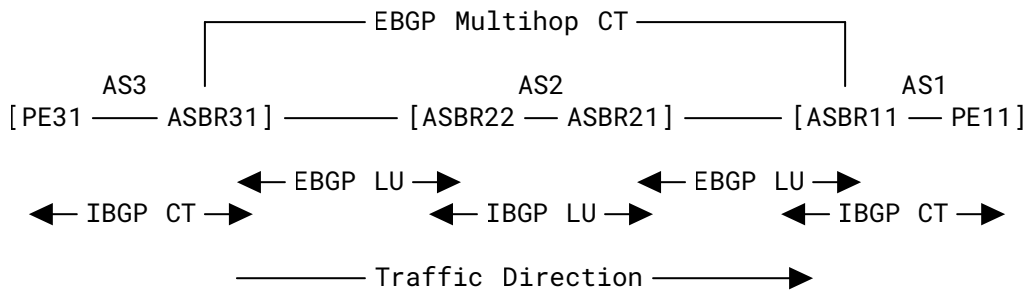 EBGP Multihop CT
AS3 AS2 AS1
[PE31 ASBR31] [ASBR22 ASBR21] [ASBR11 PE11]
EBGP LU EBGP LU
IBGP CT IBGP LU IBGP CT
Traffic Direction